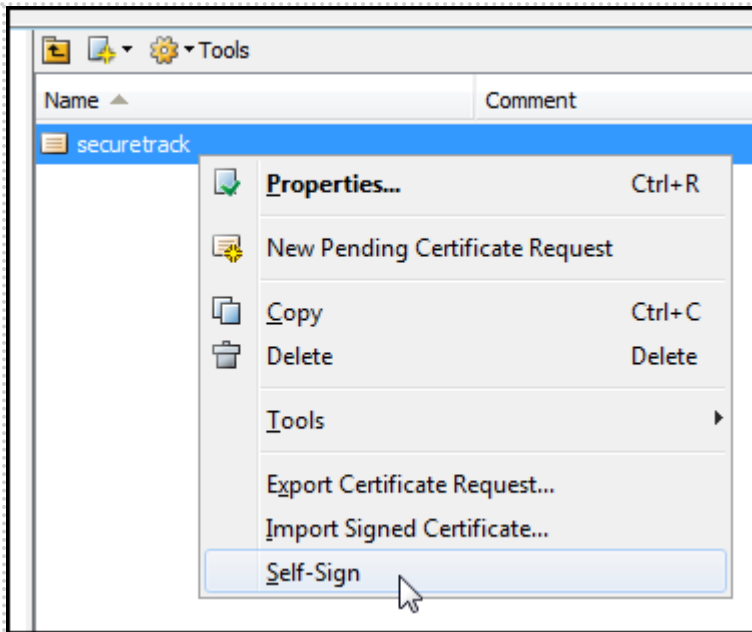 Tools
Name Comment
securetrack
Properties... Ctrl+R
New Pending Certificate Request
Copy Ctrl+C
Delete Delete
Tools
Export Certificate Request...
Import Signed Certificate...
Self-Sign